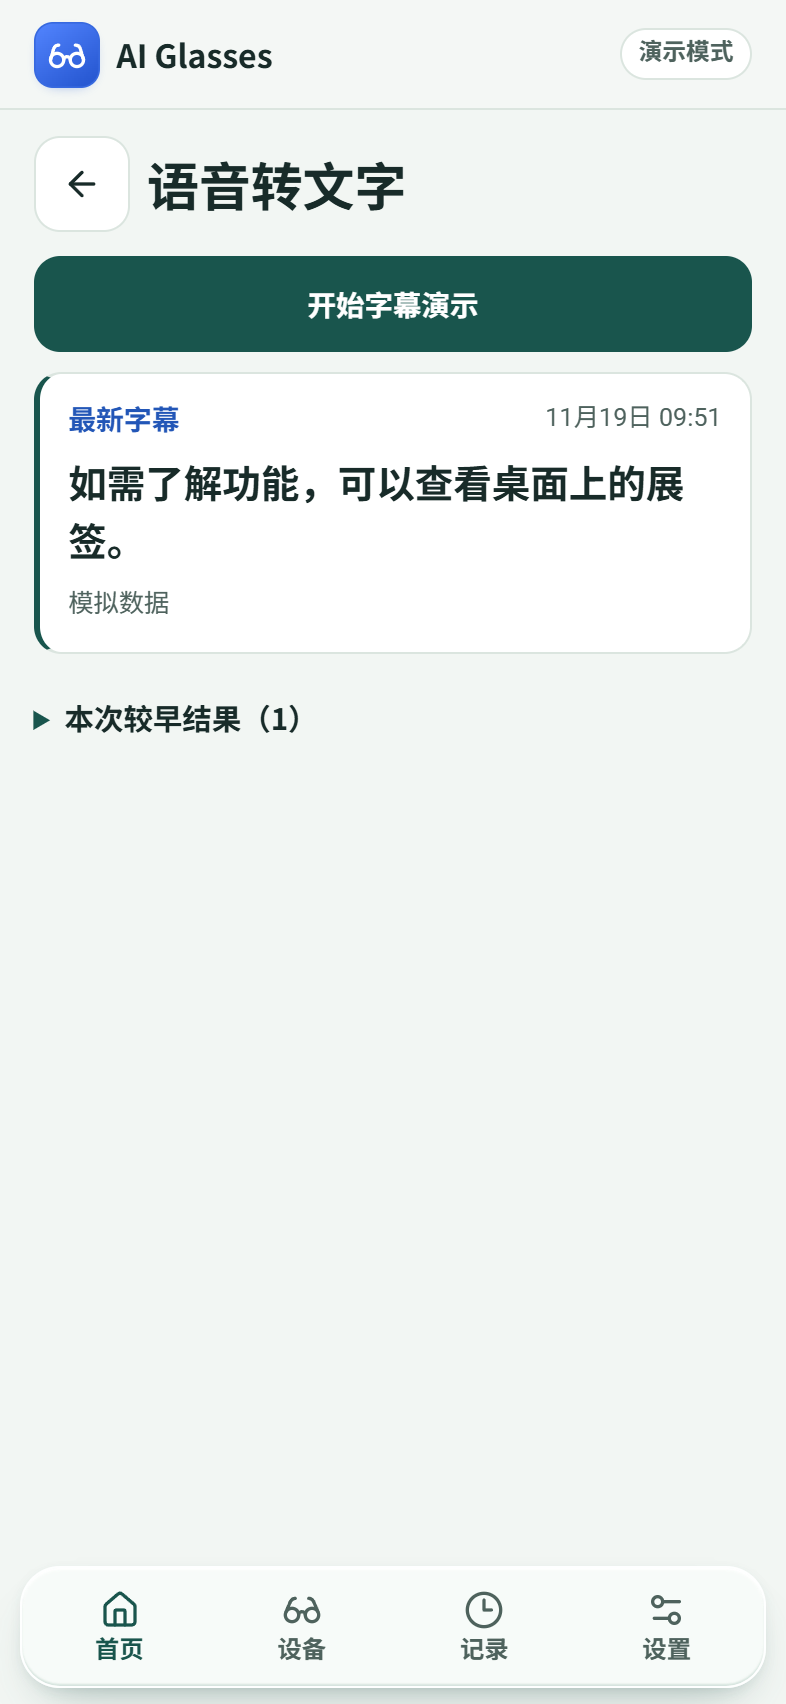 AI Glasses
演示模式
语音转文字
开始字幕演示
最新字幕
11月19日 09:51
如需了解功能，可以查看桌面上的展
签。
模拟数据
本次较早结果（1）
首页
设备
记录
设置